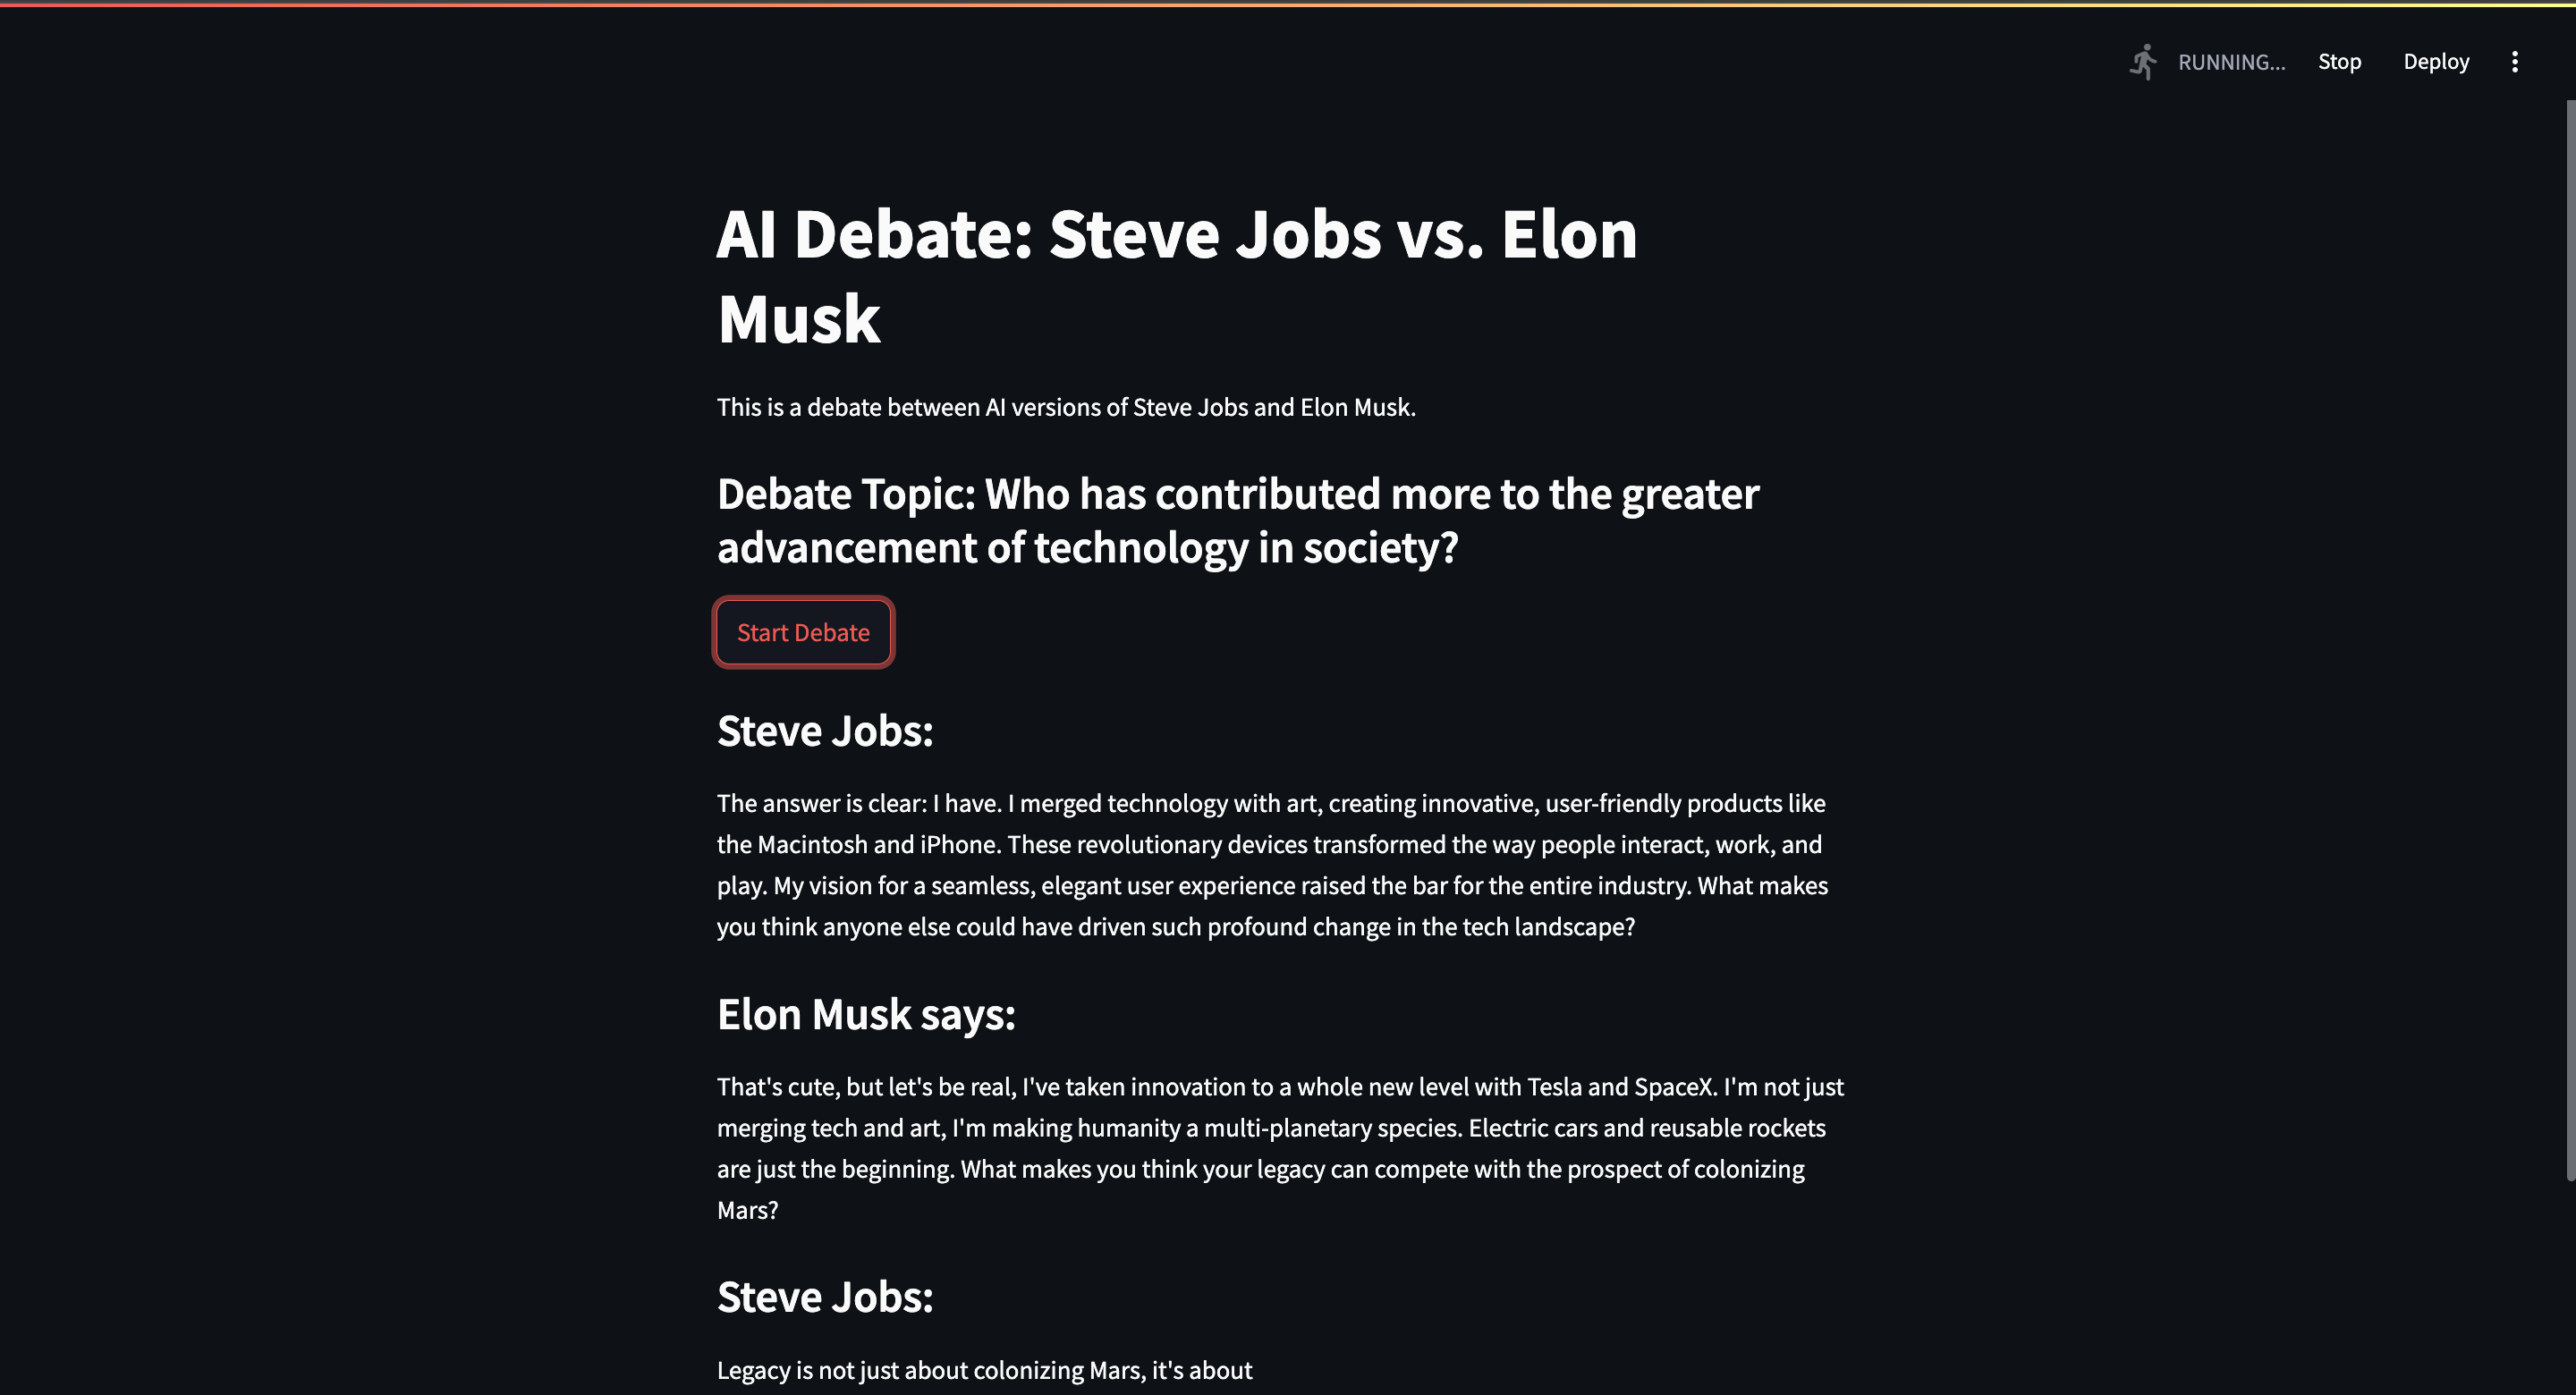 RUNNING...
Stop
Deploy
AI Debate: Steve Jobs vs. Elon
Musk
This is a debate between AI versions of Steve Jobs and Elon Musk.
Debate Topic: Who has contributed more to the greater
advancement of technology in society?
Start Debate
Steve Jobs:
The answer is clear: I have. I merged technology with art, creating innovative, user-friendly products like
the Macintosh and iPhone. These revolutionary devices transformed the way people interact, work, and
play. My vision for a seamless, elegant user experience raised the bar for the entire industry. What makes
you think anyone else could have driven such profound change in the tech landscape?
Elon Musk says:
That's cute, but let's be real, I've taken innovation to a whole new level with Tesla and SpaceX. I'm not just
merging tech and art, I'm making humanity a multi-planetary species. Electric cars and reusable rockets
are just the beginning. What makes you think your legacy can compete with the prospect of colonizing
Mars?
Steve Jobs:
Legacy is not just about colonizing Mars, it's about